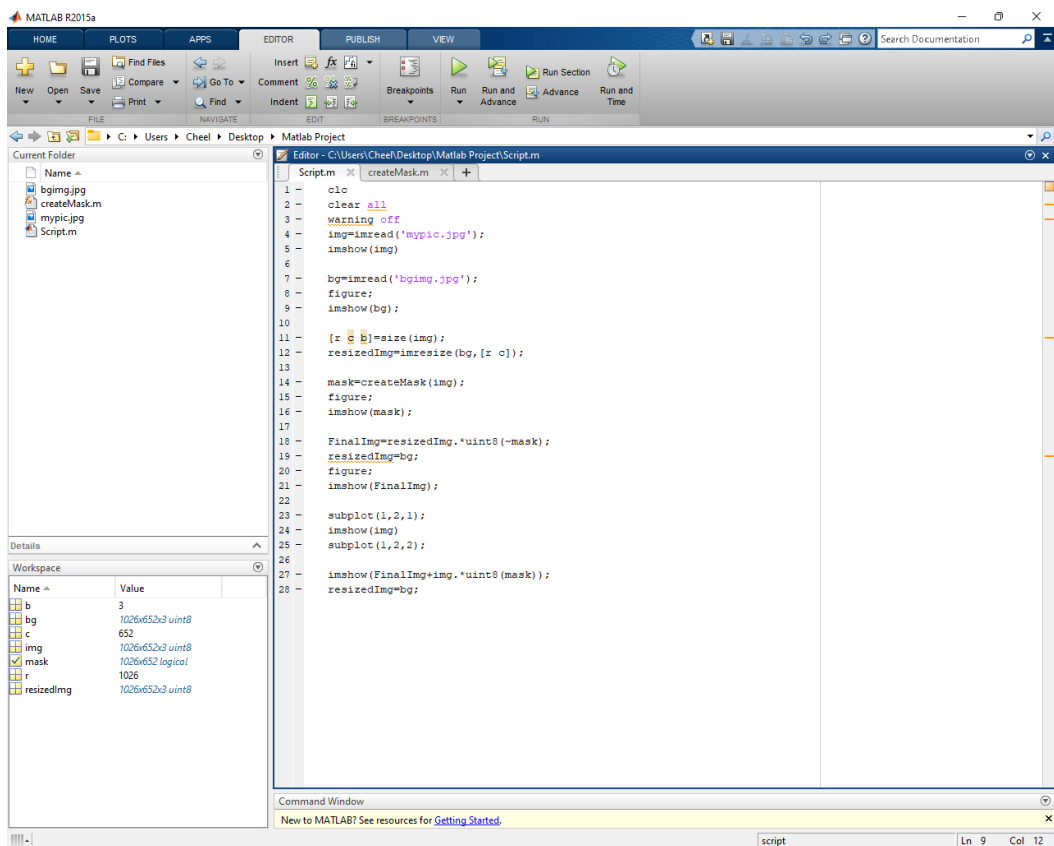 MATLAB R2015a
HOME PLOTS APPS EDITOR PUBLISH VIEW Search Documentation
New Open Save Find Files Compare Print Go To Find Insert fx Comment Indent Breakpoints Run Run and Advance Run Section Advance Run and Time
FILE NAVIGATE EDIT BREAKPOINTS RUN
C: Users Cheel Desktop Matlab Project
Current Folder
Name
bgimg.jpg
createMask.m
mypic.jpg
Script.m
Details
Workspace
Name Value
b 3
bg 1026x652x3 uint8
c 652
img 1026x652x3 uint8
mask 1026x652 logical
r 1026
resizedImg 1026x652x3 uint8
Editor - C:\Users\Cheel\Desktop\Matlab Project\Script.m
Script.m createMask.m
1 - clc
2 - clear all
3 - warning off
4 - img=imread('mypic.jpg');
5 - imshow(img)
6
7 - bg=imread('bgimg.jpg');
8 - figure;
9 - imshow(bg);
10
11 - [r c b]=size(img);
12 - resizedImg=imresize(bg,[r c]);
13
14 - mask=createMask(img);
15 - figure;
16 - imshow(mask);
17
18 - FinalImg=resizedImg.*uint8(~mask);
19 - resizedImg=bg;
20 - figure;
21 - imshow(FinalImg);
22
23 - subplot(1,2,1);
24 - imshow(img)
25 - subplot(1,2,2);
26
27 - imshow(FinalImg+img.*uint8(mask));
28 - resizedImg=bg;
Command Window
New to MATLAB? See resources for Getting Started.
script Ln 9 Col 12